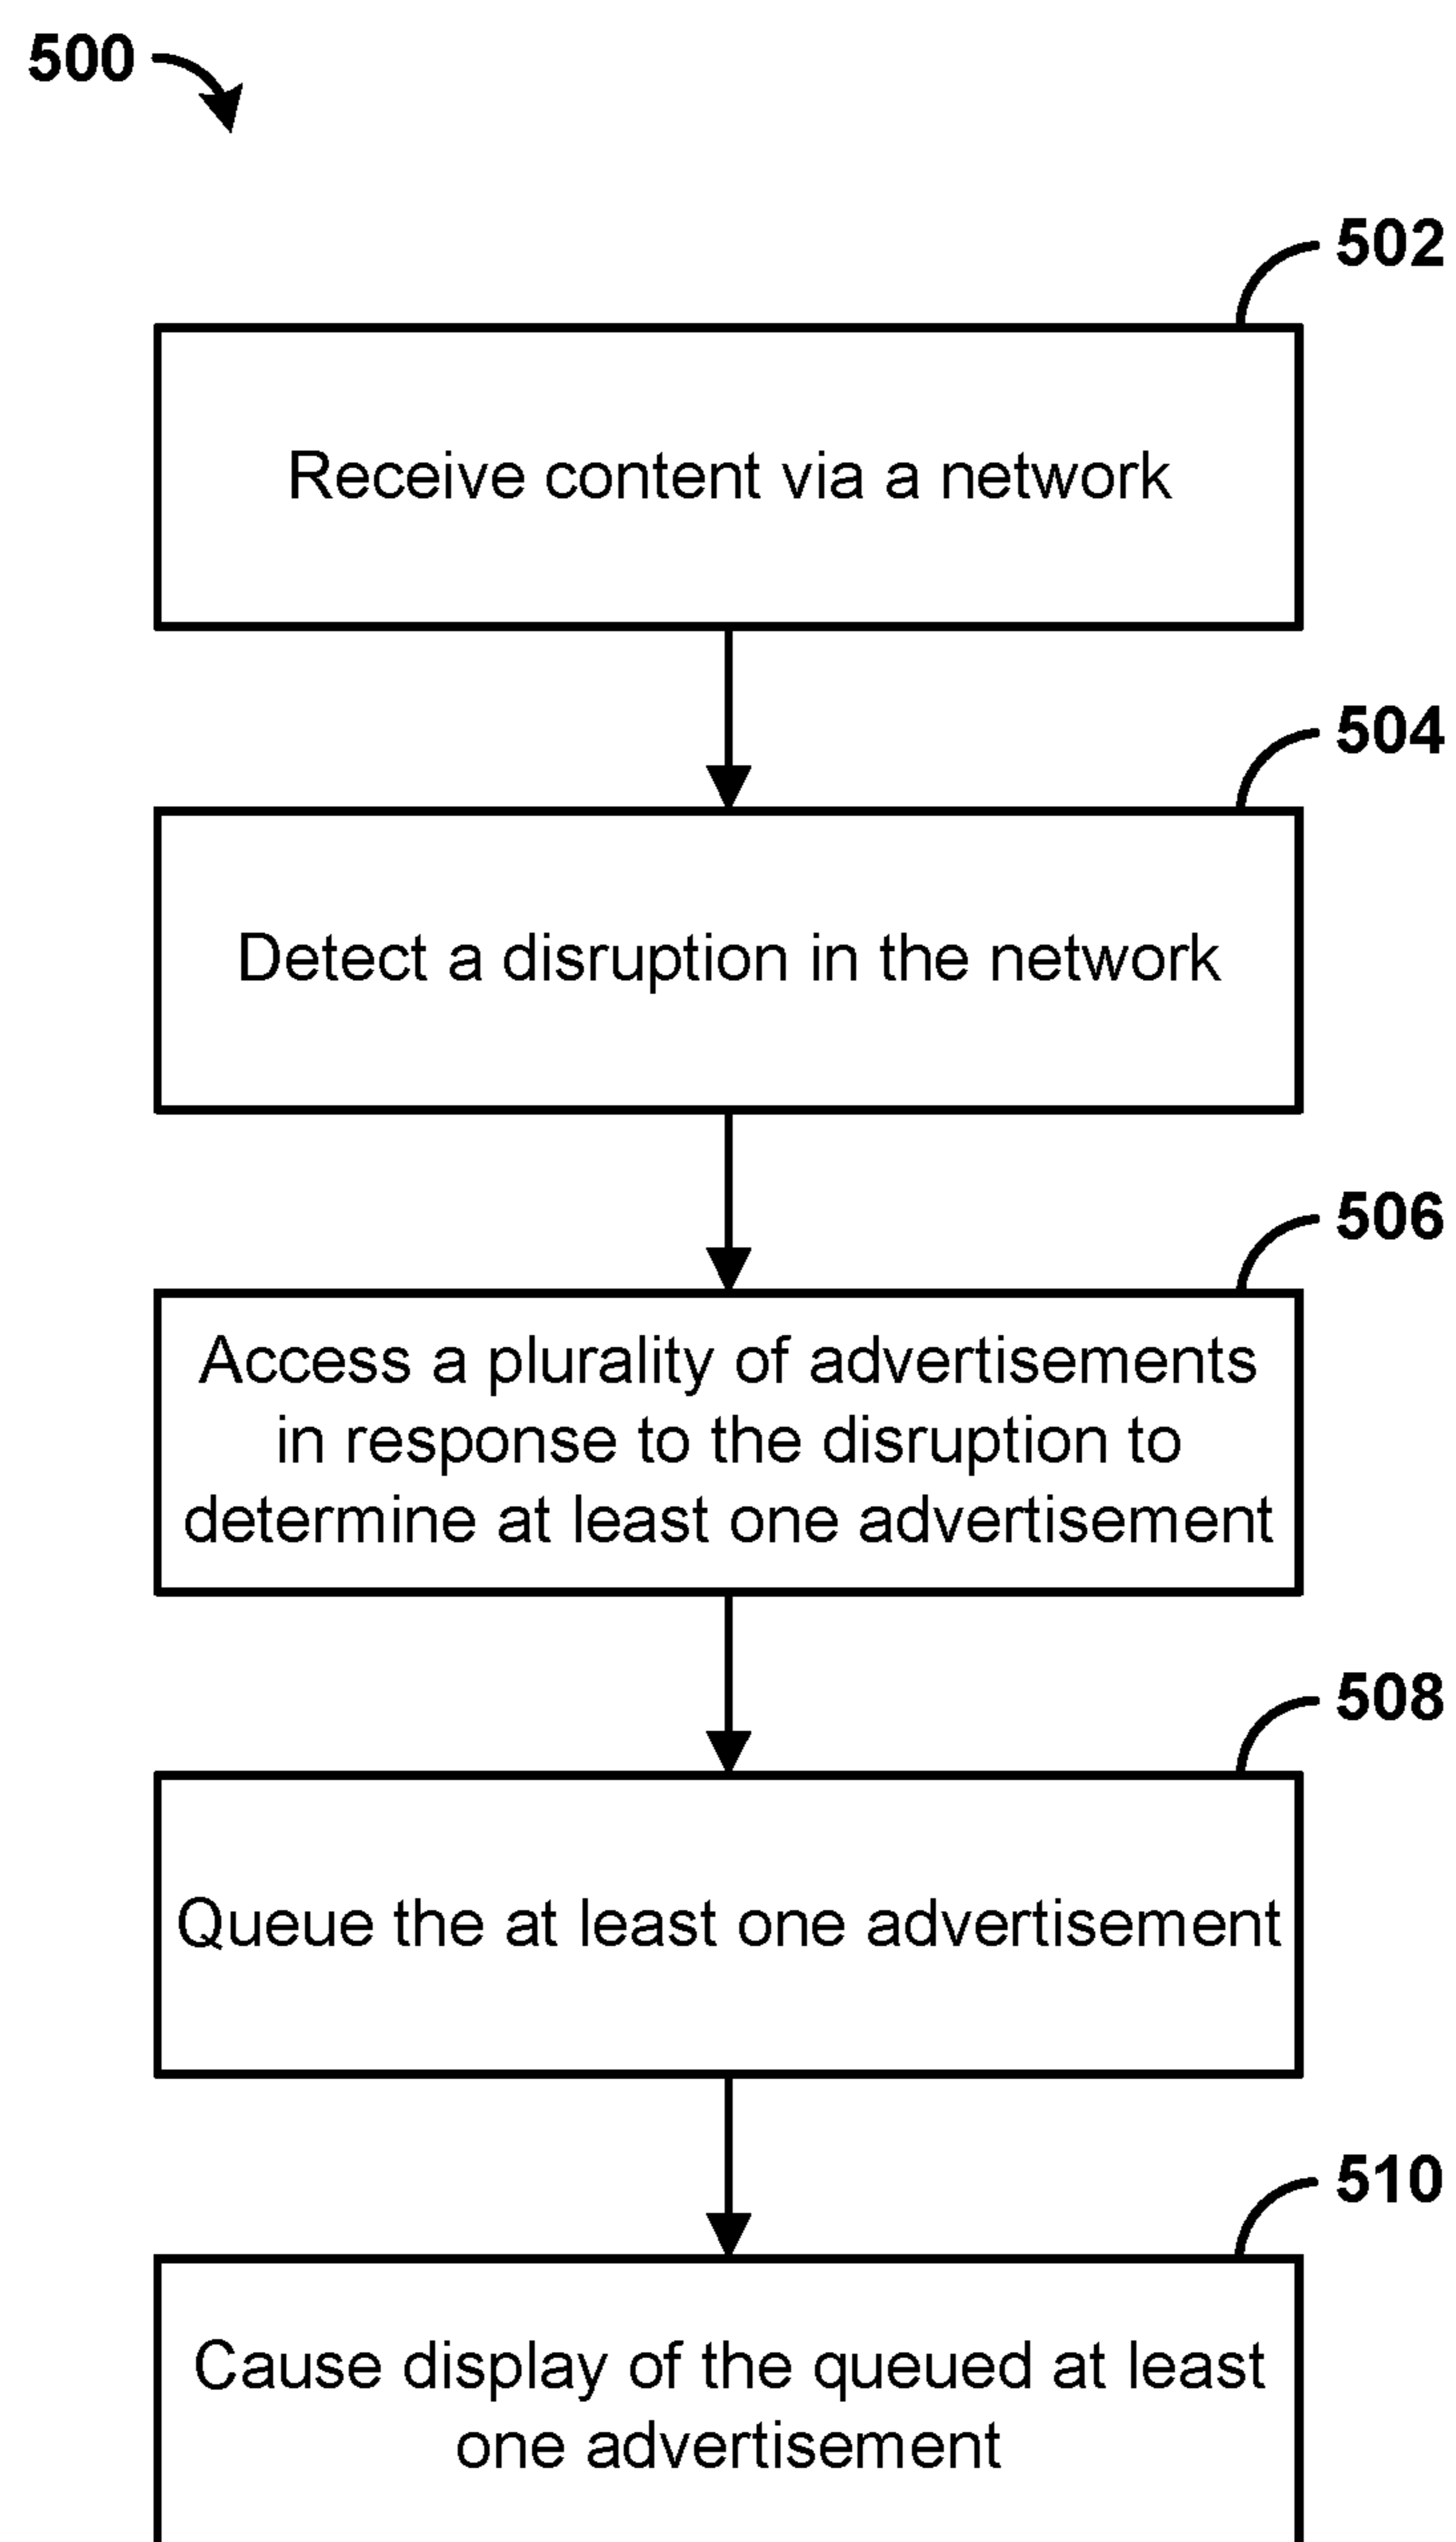 500
502
Receive content via a network
504
Detect a disruption in the network
506
Access a plurality of advertisements
in response to the disruption to
determine at least one advertisement
508
Queue the at least one advertisement
510
Cause display of the queued at least
one advertisement